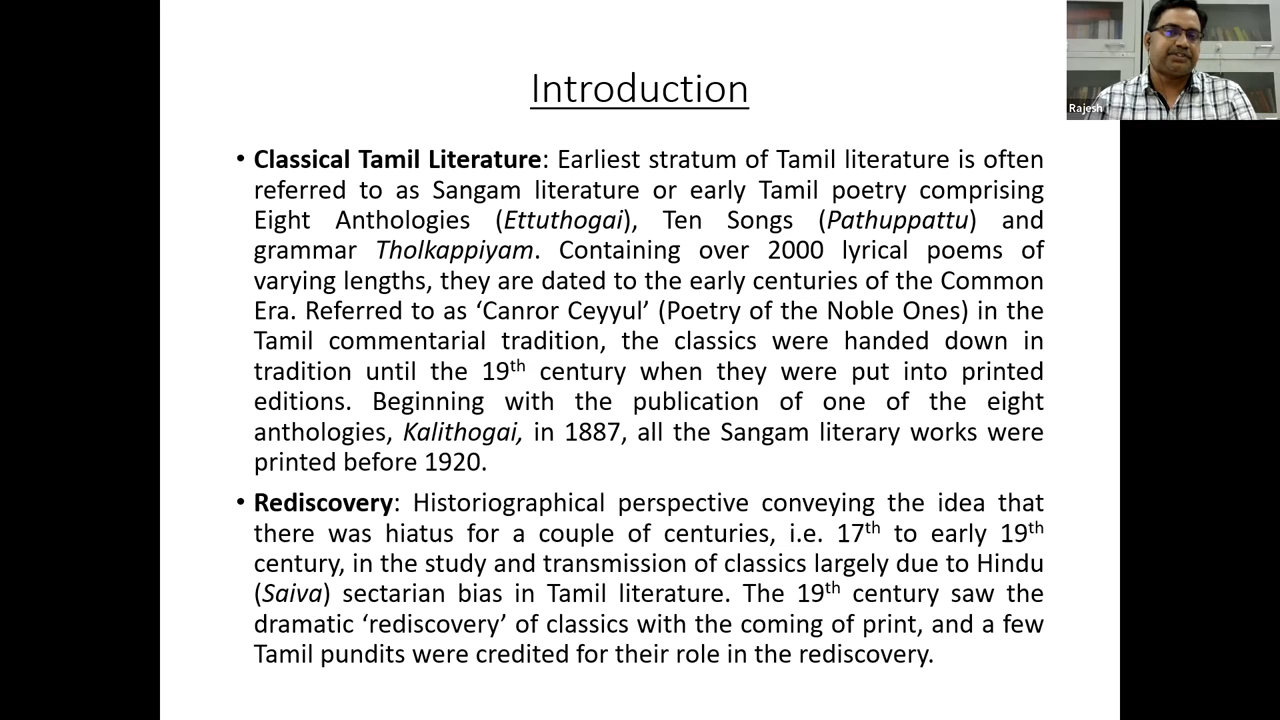 Introduction
Rajesh
• Classical Tamil Literature: Earliest stratum of Tamil literature is often
referred to as Sangam literature or early Tamil poetry comprising
Eight Anthologies (Ettuthogai), Ten Songs (Pathuppattu) and
grammar Tholkappiyam. Containing over 2000 lyrical poems of
varying lengths, they are dated to the early centuries of the Common
Era. Referred to as ‘Canror Ceyyul’ (Poetry of the Noble Ones) in the
Tamil commentarial tradition, the classics were handed down in
tradition until the 19th century when they were put into printed
editions. Beginning with the publication of one of the eight
anthologies, Kalithogai, in 1887, all the Sangam literary works were
printed before 1920.
• Rediscovery: Historiographical perspective conveying the idea that
there was hiatus for a couple of centuries, i.e. 17th to early 19th
century, in the study and transmission of classics largely due to Hindu
(Saiva) sectarian bias in Tamil literature. The 19th century saw the
dramatic ‘rediscovery’ of classics with the coming of print, and a few
Tamil pundits were credited for their role in the rediscovery.